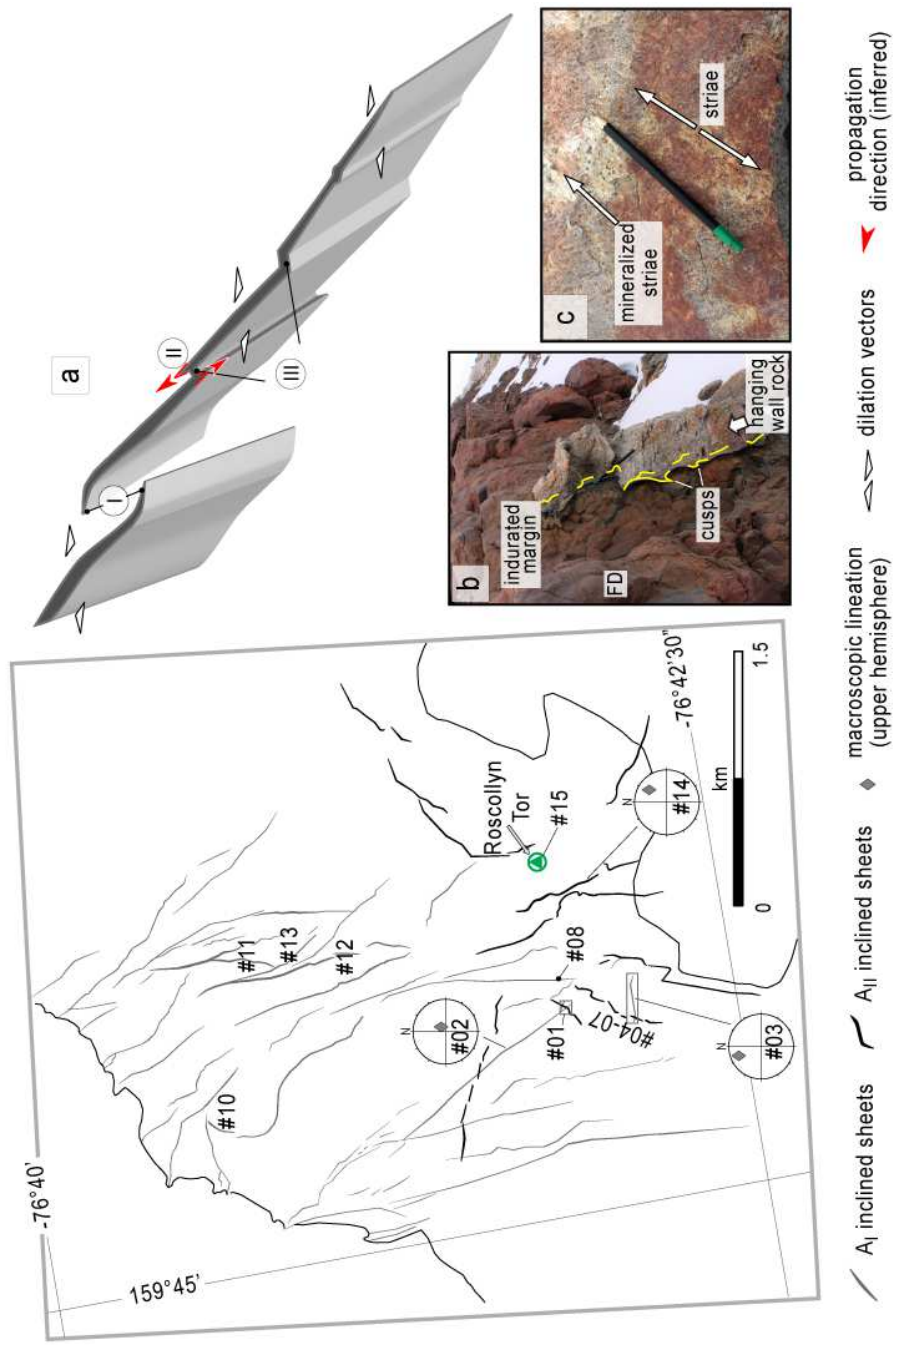 -76°40'
159°45'
#10
#11
#13
#12
#02
#01
#08
#04-07
#03
Roscollyn
Tor
#15
#14
-76°42'30"
km
0
1.5
N
N
N
a
I
II
III
b
indurated
margin
FD
cusps
hanging
wall rock
c
mineralized
striae
striae
A_I inclined sheets
A_II inclined sheets
macroscopic lineation
(upper hemisphere)
dilation vectors
propagation
direction (inferred)